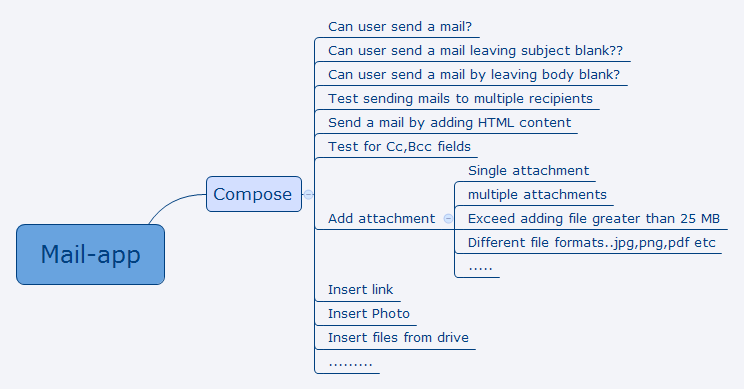 Mail-app
Compose
Can user send a mail?
Can user send a mail leaving subject blank??
Can user send a mail by leaving body blank?
Test sending mails to multiple recipients
Send a mail by adding HTML content
Test for Cc,Bcc fields
Add attachment
Single attachment
multiple attachments
Exceed adding file greater than 25 MB
Different file formats..jpg,png,pdf etc
.....
Insert link
Insert Photo
Insert files from drive
.........